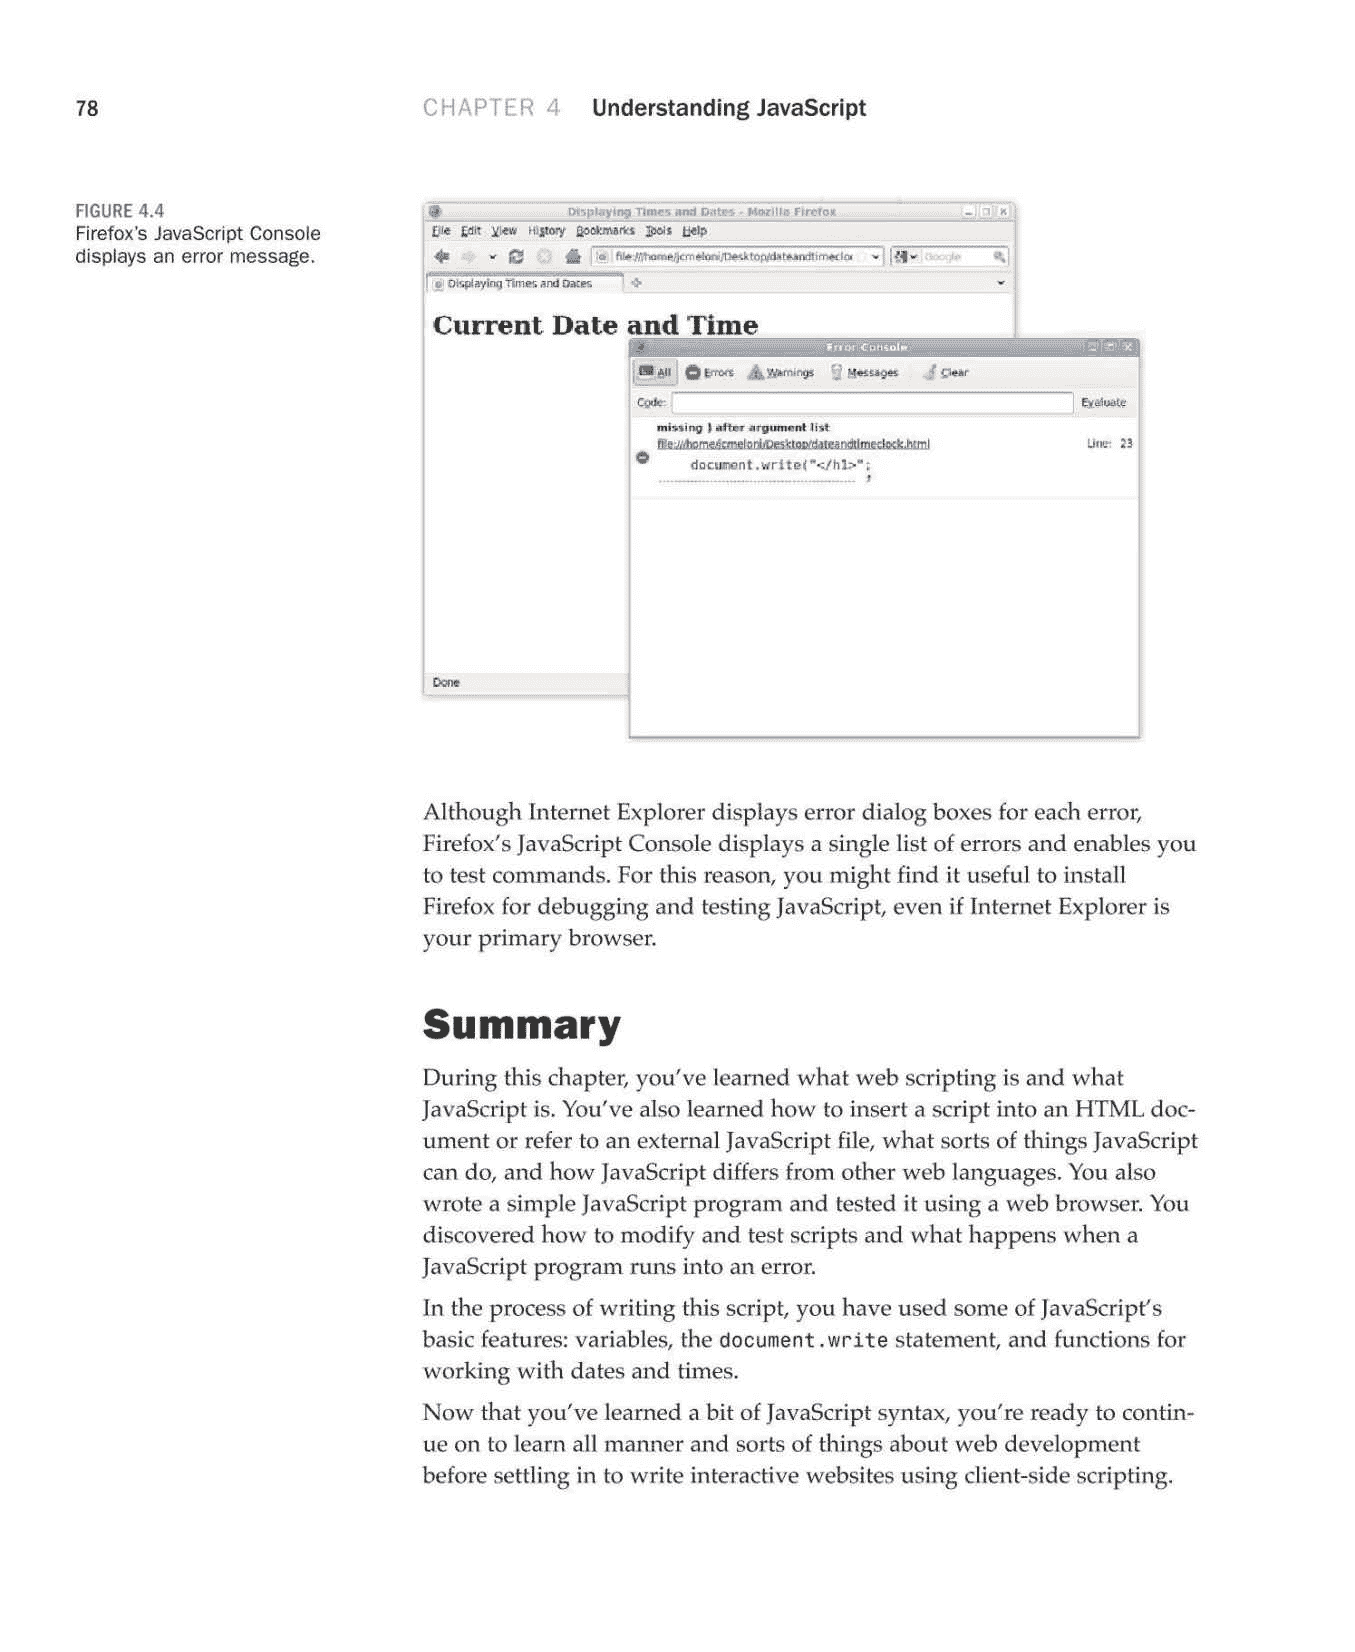 78
CHAPTER 4 Understanding JavaScript
FIGURE 4.4
Firefox's JavaScript Console
displays an error message.
Displaying Times and Dates - Mozilla Firefox
File Edit View History Bookmarks Tools Help
file:///home/jcmeloni/Desktop/dateandtimeclo
Google
Displaying Times and Dates
Current Date and Time
Error Console
All Errors Warnings Messages Clear
Code: Evaluate
missing ) after argument list
file:///home/jcmeloni/Desktop/dateandtimeclock.html Line: 23
document.write("</h1>";
Done
Although Internet Explorer displays error dialog boxes for each error,
Firefox's JavaScript Console displays a single list of errors and enables you
to test commands. For this reason, you might find it useful to install
Firefox for debugging and testing JavaScript, even if Internet Explorer is
your primary browser.
Summary
During this chapter, you've learned what web scripting is and what
JavaScript is. You've also learned how to insert a script into an HTML doc-
ument or refer to an external JavaScript file, what sorts of things JavaScript
can do, and how JavaScript differs from other web languages. You also
wrote a simple JavaScript program and tested it using a web browser. You
discovered how to modify and test scripts and what happens when a
JavaScript program runs into an error.
In the process of writing this script, you have used some of JavaScript's
basic features: variables, the document.write statement, and functions for
working with dates and times.
Now that you've learned a bit of JavaScript syntax, you're ready to contin-
ue on to learn all manner and sorts of things about web development
before settling in to write interactive websites using client-side scripting.